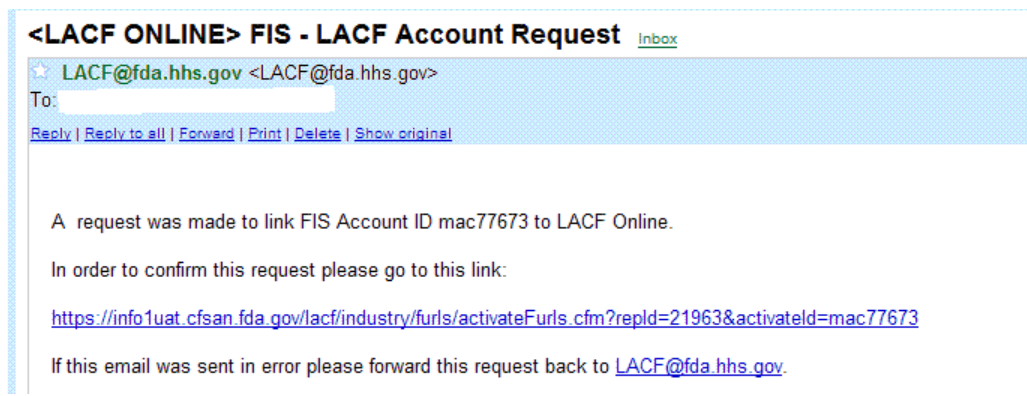 <LACF ONLINE> FIS - LACF Account Request Inbox
LACF@fda.hhs.gov <LACF@fda.hhs.gov>
To:
Reply | Reply to all | Forward | Print | Delete | Show original
A  request was made to link FIS Account ID mac77673 to LACF Online.
In order to confirm this request please go to this link:
https://info1uat.cfsan.fda.gov/lacf/industry/furls/activateFurls.cfm?repId=21963&activateId=mac77673
If this email was sent in error please forward this request back to LACF@fda.hhs.gov.